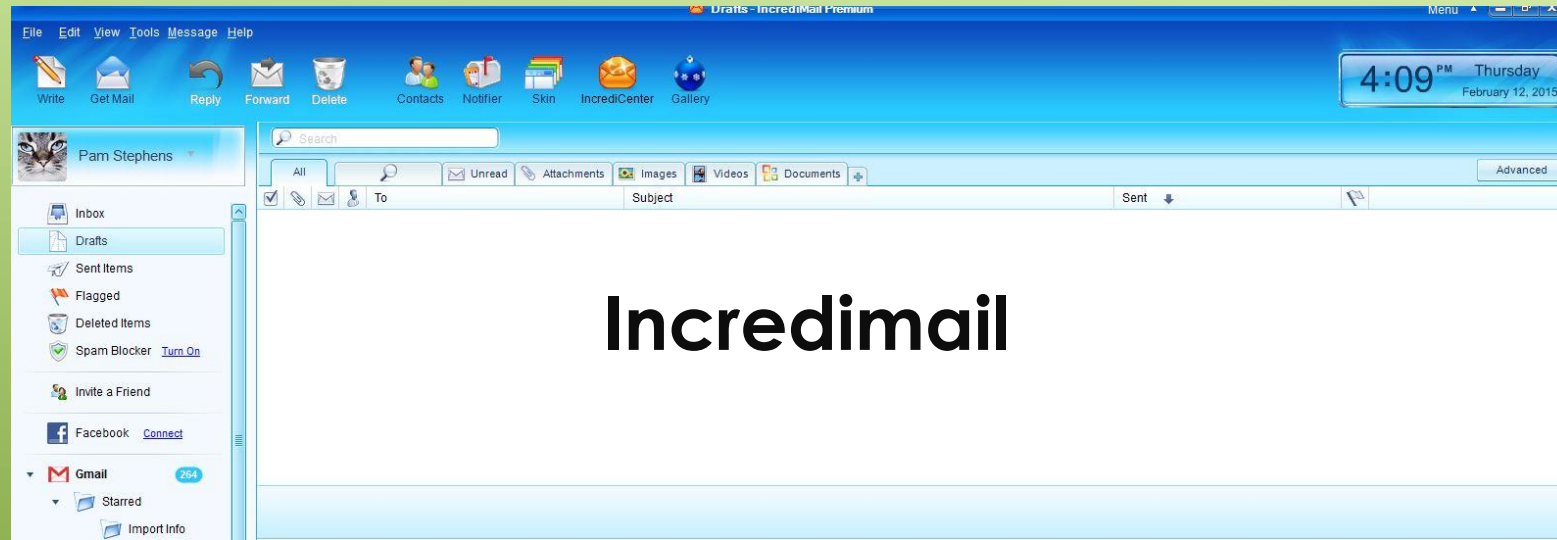 Drafts - IncrediMail Premium
Menu
File Edit View Tools Message Help
Write Get Mail Reply Forward Delete Contacts Notifier Skin IncrediCenter Gallery
4:09 PM Thursday
February 12, 2015
Pam Stephens
Search
All Unread Attachments Images Videos Documents Advanced
To Subject Sent
Inbox
Drafts
Sent Items
Flagged
Deleted Items
Spam Blocker Turn On
Invite a Friend
Facebook Connect
Gmail 264
Starred
Import Info
Incredimail